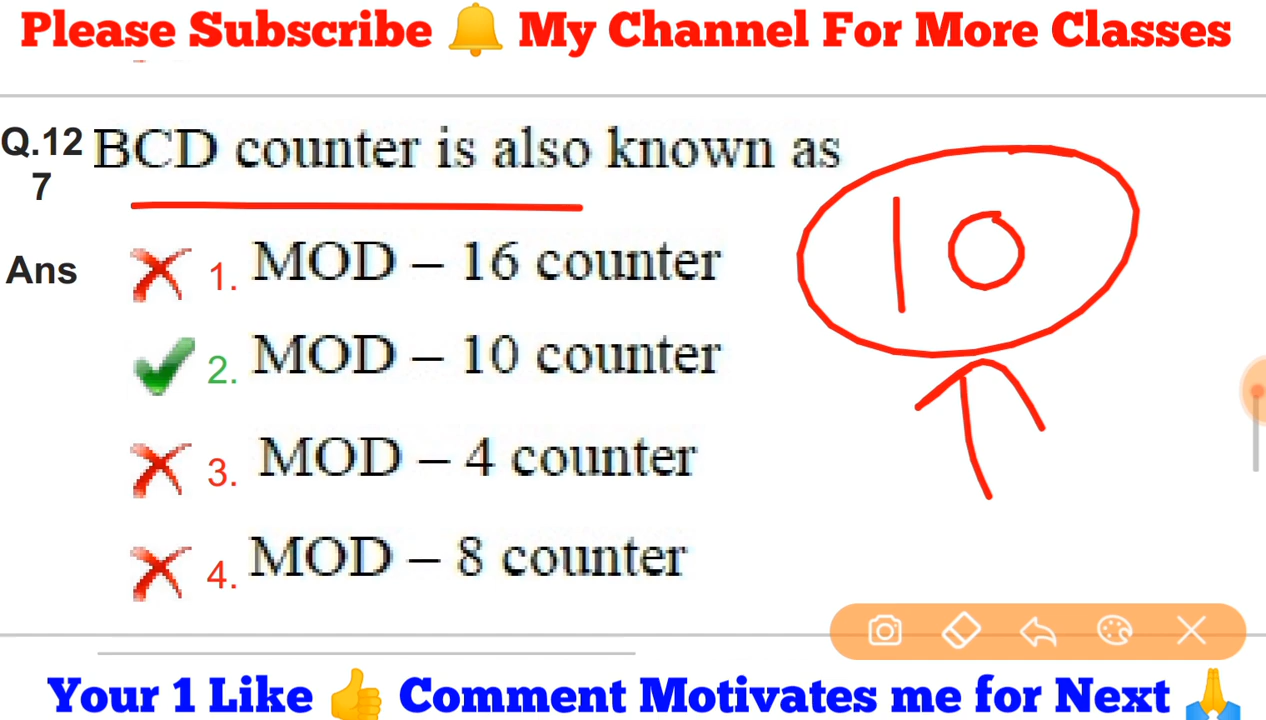 Please Subscribe 🔔 My Channel For More Classes
Q.12 BCD counter is also known as
7
10
Ans 1. MOD – 16 counter
2. MOD – 10 counter
3. MOD – 4 counter
4. MOD – 8 counter
Your 1 Like 👍 Comment Motivates me for Next 🙏